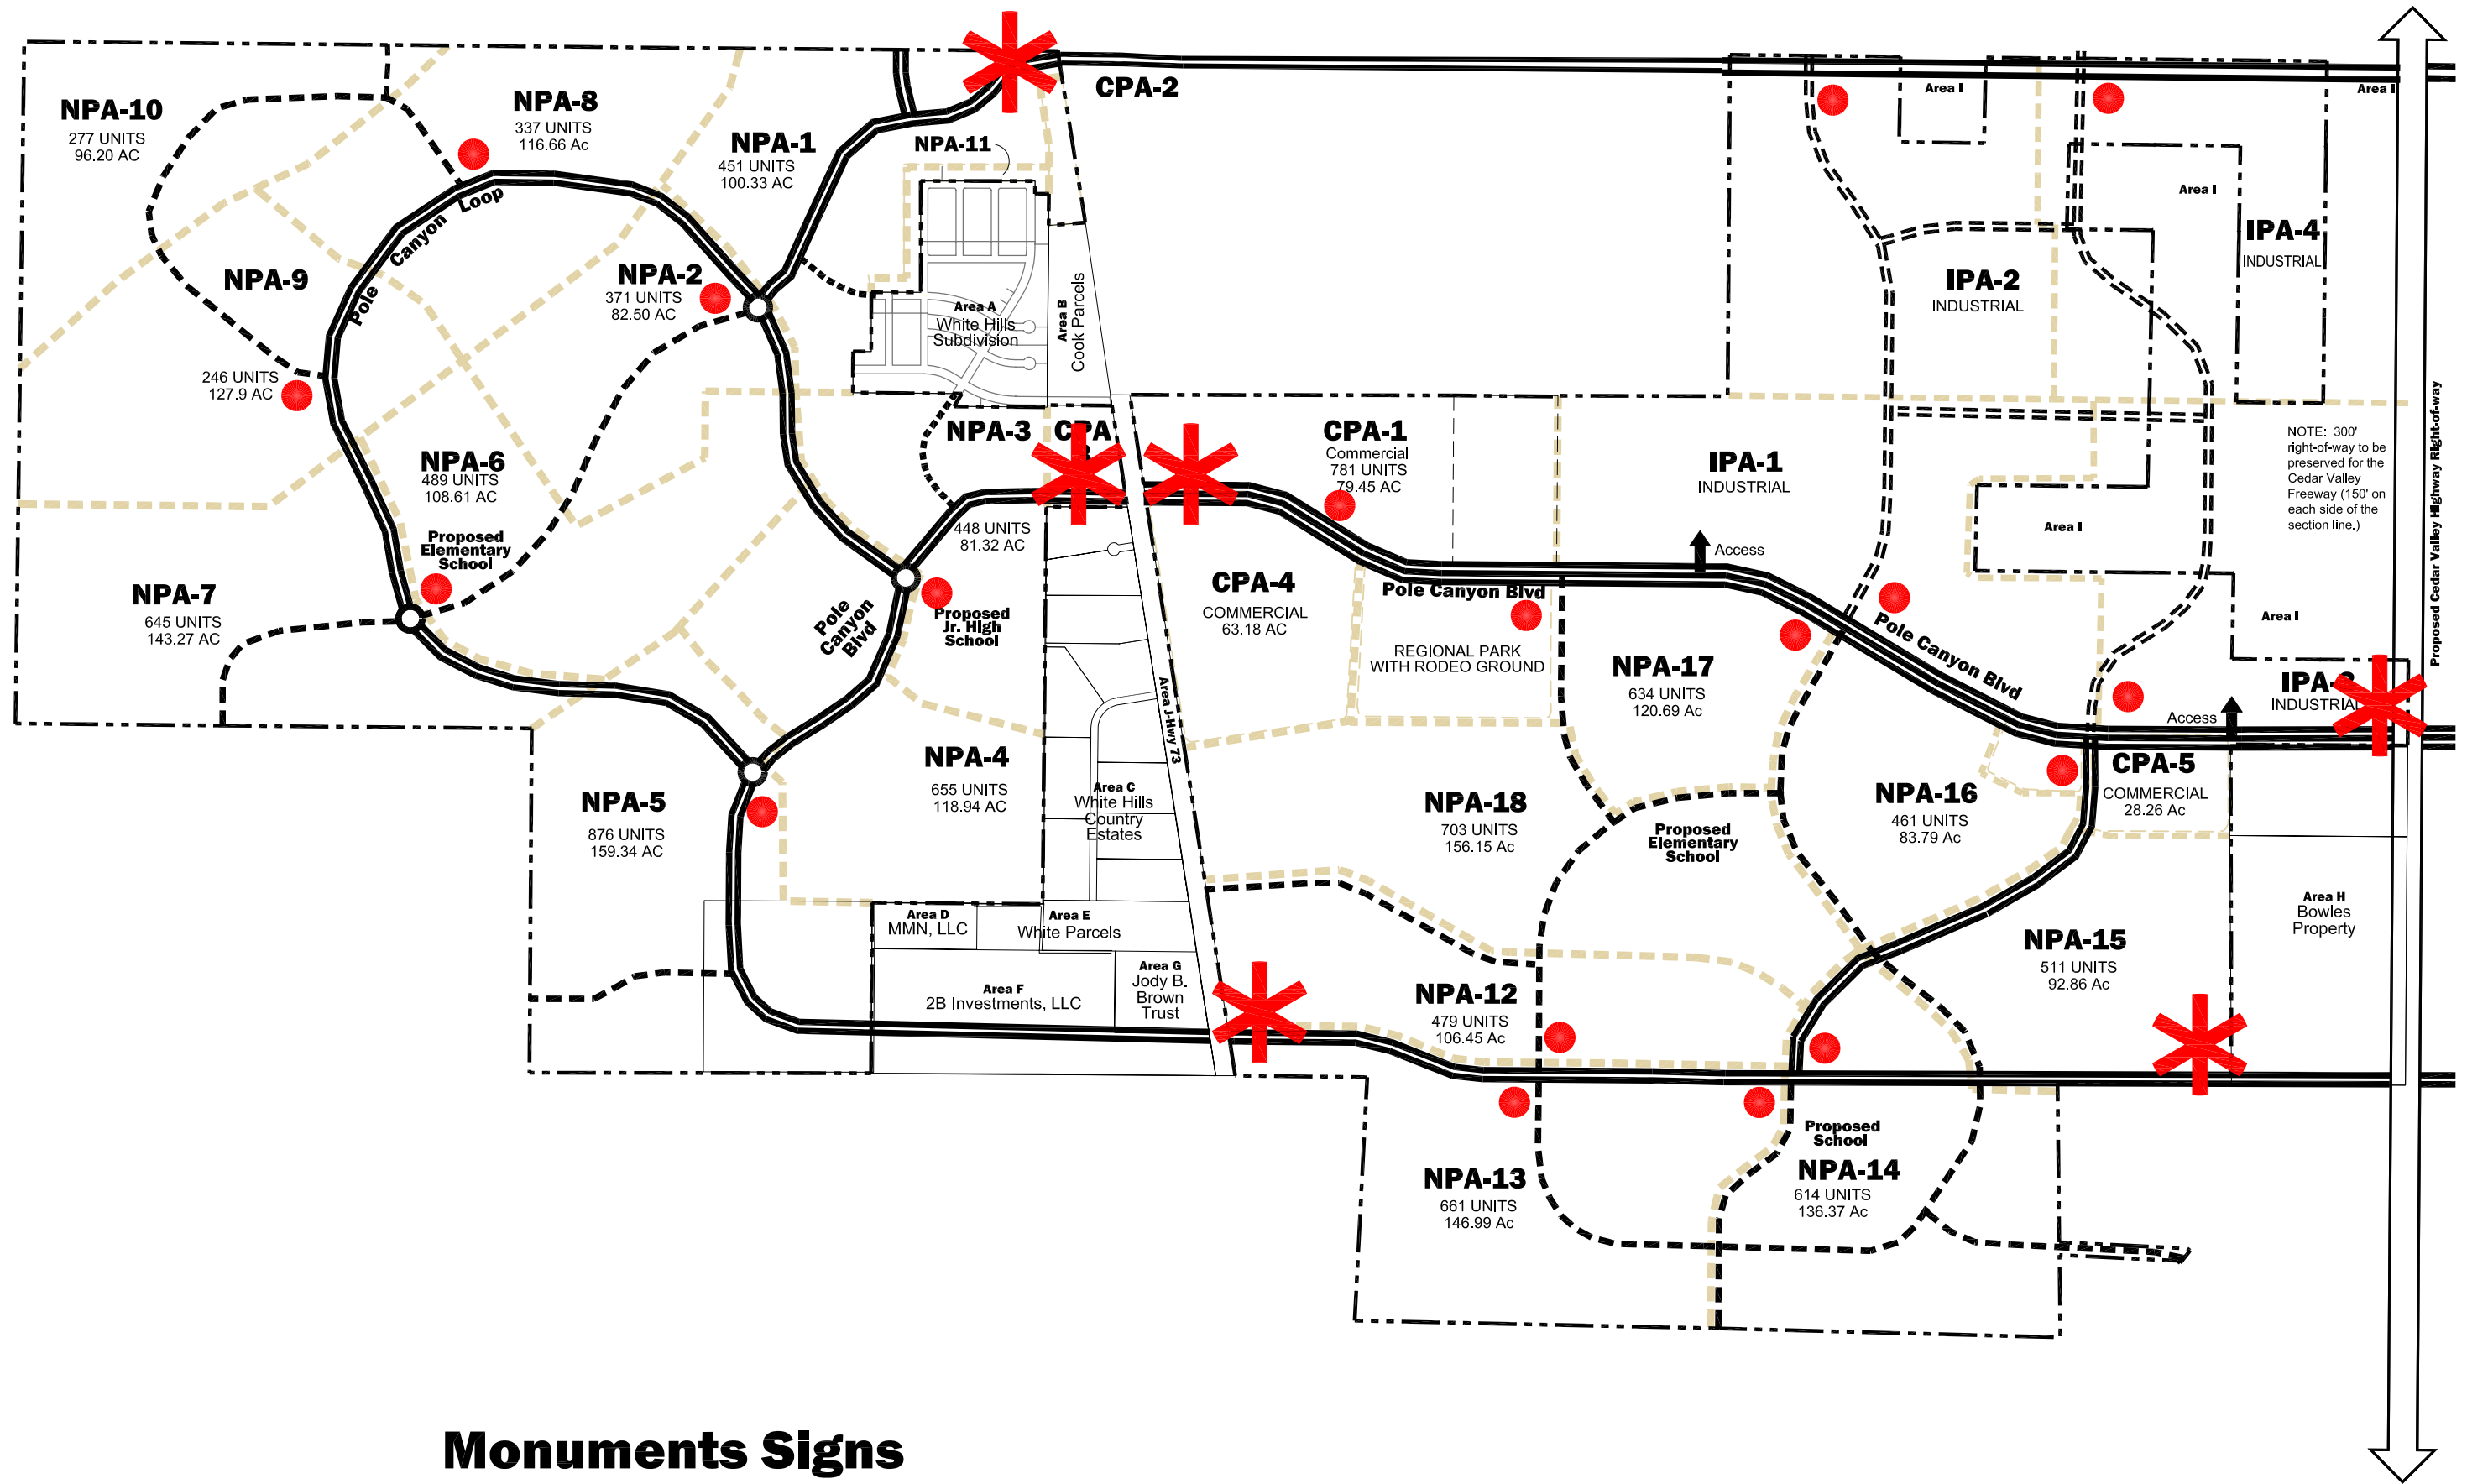 NPA-10
277 UNITS
96.20 AC
NPA-8
337 UNITS
116.66 Ac
NPA-1
451 UNITS
100.33 AC
NPA-11
CPA-2
Area I
Area I
Area I
IPA-4
INDUSTRIAL
IPA-2
INDUSTRIAL
Pole Canyon Loop
NPA-9
246 UNITS
127.9 AC
NPA-2
371 UNITS
82.50 AC
Area A
White Hills
Subdivision
Area B
Cook Parcels
NPA-3
448 UNITS
81.32 AC
CPA
CPA-1
Commercial
781 UNITS
79.45 AC
IPA-1
INDUSTRIAL
NOTE: 300'
right-of-way to be
preserved for the
Cedar Valley
Freeway (150' on
each side of the
section line.)
Proposed Cedar Valley Highway Right-of-way
NPA-6
489 UNITS
108.61 AC
Proposed
Elementary
School
NPA-7
645 UNITS
143.27 AC
Pole
Canyon
Blvd
Proposed
Jr. High
School
CPA-4
COMMERCIAL
63.18 AC
Pole Canyon Blvd
Access
Area I
Area I
REGIONAL PARK
WITH RODEO GROUND
NPA-17
634 UNITS
120.69 Ac
Pole Canyon Blvd
Access
INDUSTRIAL
Area J-Hwy 73
NPA-5
876 UNITS
159.34 AC
NPA-4
655 UNITS
118.94 AC
Area C
White Hills
Country
Estates
NPA-18
703 UNITS
156.15 Ac
Proposed
Elementary
School
NPA-16
461 UNITS
83.79 Ac
CPA-5
COMMERCIAL
28.26 Ac
Area D
MMN, LLC
Area E
White Parcels
Area F
2B Investments, LLC
Area G
Jody B.
Brown
Trust
NPA-12
479 UNITS
106.45 Ac
NPA-15
511 UNITS
92.86 Ac
Area H
Bowles
Property
NPA-13
661 UNITS
146.99 Ac
Proposed
School
NPA-14
614 UNITS
136.37 Ac
Monuments Signs